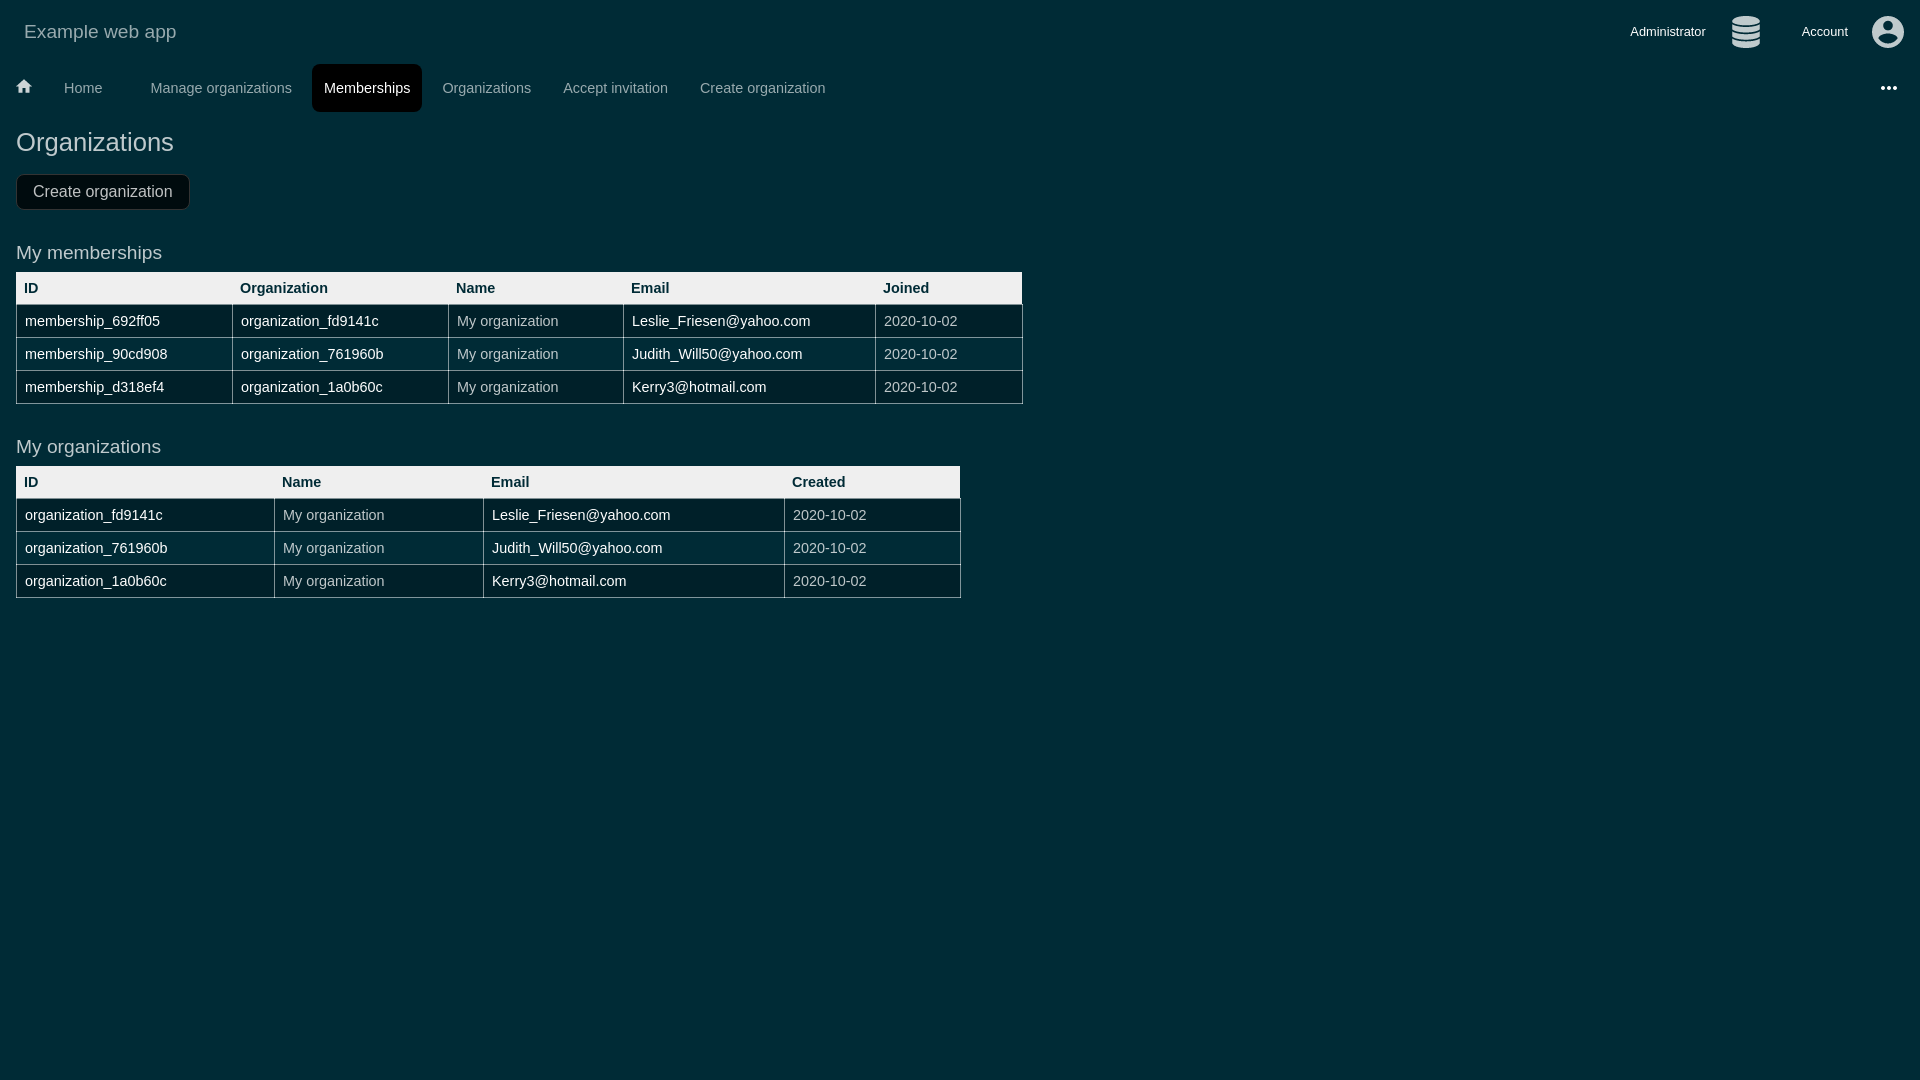 Example web app
Administrator
Account
Home
Manage organizations
Memberships
Organizations
Accept invitation
Create organization
Organizations
Create organization
My memberships
ID Organization Name Email Joined
membership_692ff05 organization_fd9141c My organization Leslie_Friesen@yahoo.com 2020-10-02
membership_90cd908 organization_761960b My organization Judith_Will50@yahoo.com 2020-10-02
membership_d318ef4 organization_1a0b60c My organization Kerry3@hotmail.com 2020-10-02
My organizations
ID Name Email Created
organization_fd9141c My organization Leslie_Friesen@yahoo.com 2020-10-02
organization_761960b My organization Judith_Will50@yahoo.com 2020-10-02
organization_1a0b60c My organization Kerry3@hotmail.com 2020-10-02